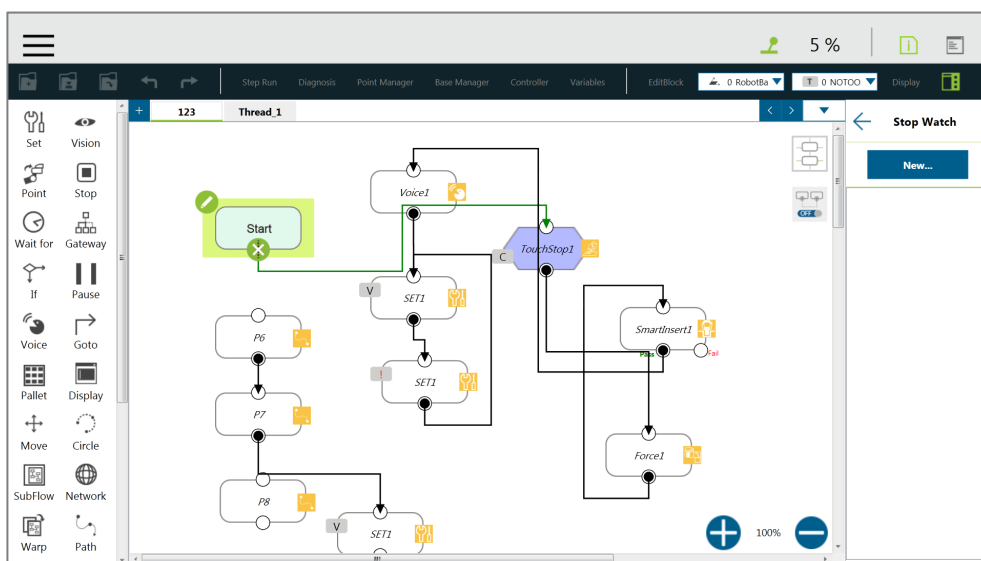 5 %
Step Run Diagnosis Point Manager Base Manager Controller Variables EditBlock 0 RobotBa T 0 NOTOO Display
+ 123 Thread_1 < >
Stop Watch
New...
Set Vision
Point Stop
Wait for Gateway
If Pause
Voice Goto
Pallet Display
Move Circle
SubFlow Network
Warp Path
Voice1
OFF
Start
TouchStop1
C
V
SET1
SmartInsert1
P6
Pass
Fail
!
SET1
P7
Force1
P8
V
SET1
100%